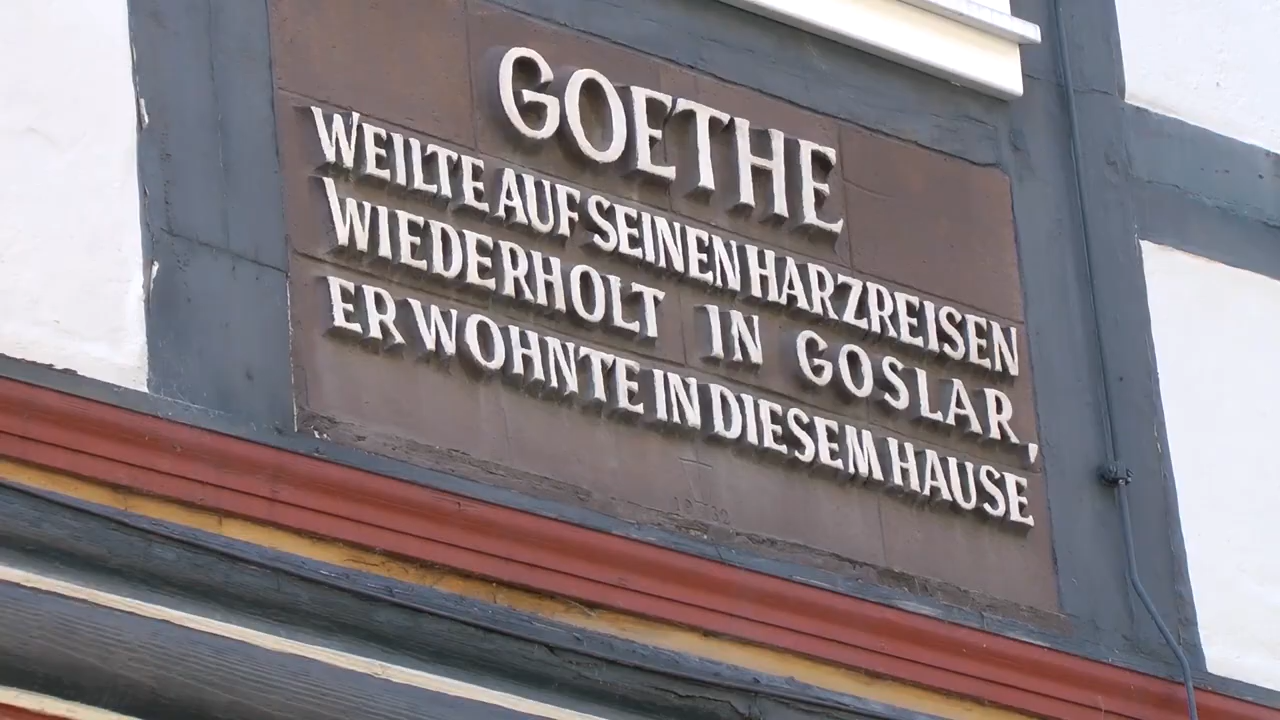 GOETHE
WEILTE AUF SEINEN HARZREISEN
WIEDERHOLT IN GOSLAR,
ER WOHNTE IN DIESEM HAUSE